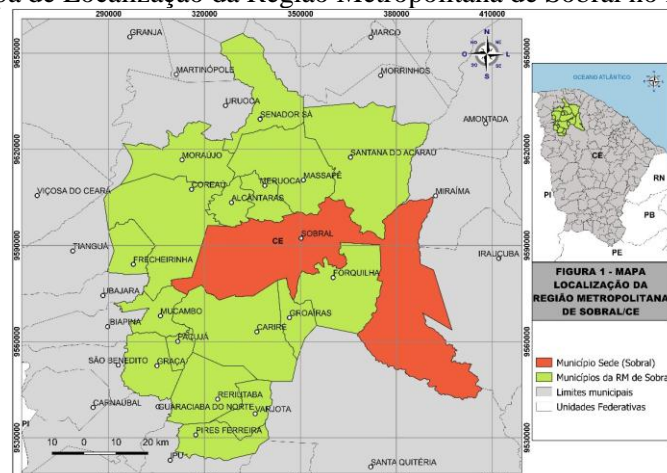 pa de Localização da Região Metropolitana de Sobral no
290000 320000 350000 380000 410000
9650000
9620000
9590000
9560000
9530000
GRANJA
MARCO
MARTINÓPOLE
MORRINHOS
URUOCA
SENADOR SÁ
AMONTADA
MORAÚJO
SANTANA DO ACARAÚ
COREAÚ
MERUOCA
MASSAPÊ
VIÇOSA DO CEARÁ
ALCÂNTARAS
MIRAÍMA
CE
SOBRAL
TIANGUÁ
IRAUÇUBA
FRECHEIRINHA
FORQUILHA
UBAJARA
MUCAMBO
GROAÍRAS
IBIAPINA
CARIRÉ
PACUJÁ
SÃO BENEDITO
GRAÇA
RERIUTABA
CARNAUBAL
GUARACIABA DO NORTE
VARJOTA
PI
PIRES FERREIRA
IPU
SANTA QUITÉRIA
10 0 10 20 km
N
O L
S
OCEANO ATLÂNTICO
CE
RN
PI
PB
PE
FIGURA 1 - MAPA
LOCALIZAÇÃO DA
REGIÃO METROPOLITANA
DE SOBRAL/CE
Município Sede (Sobral)
Municípios da RM de Sobral
Limites municipais
Unidades Federativas